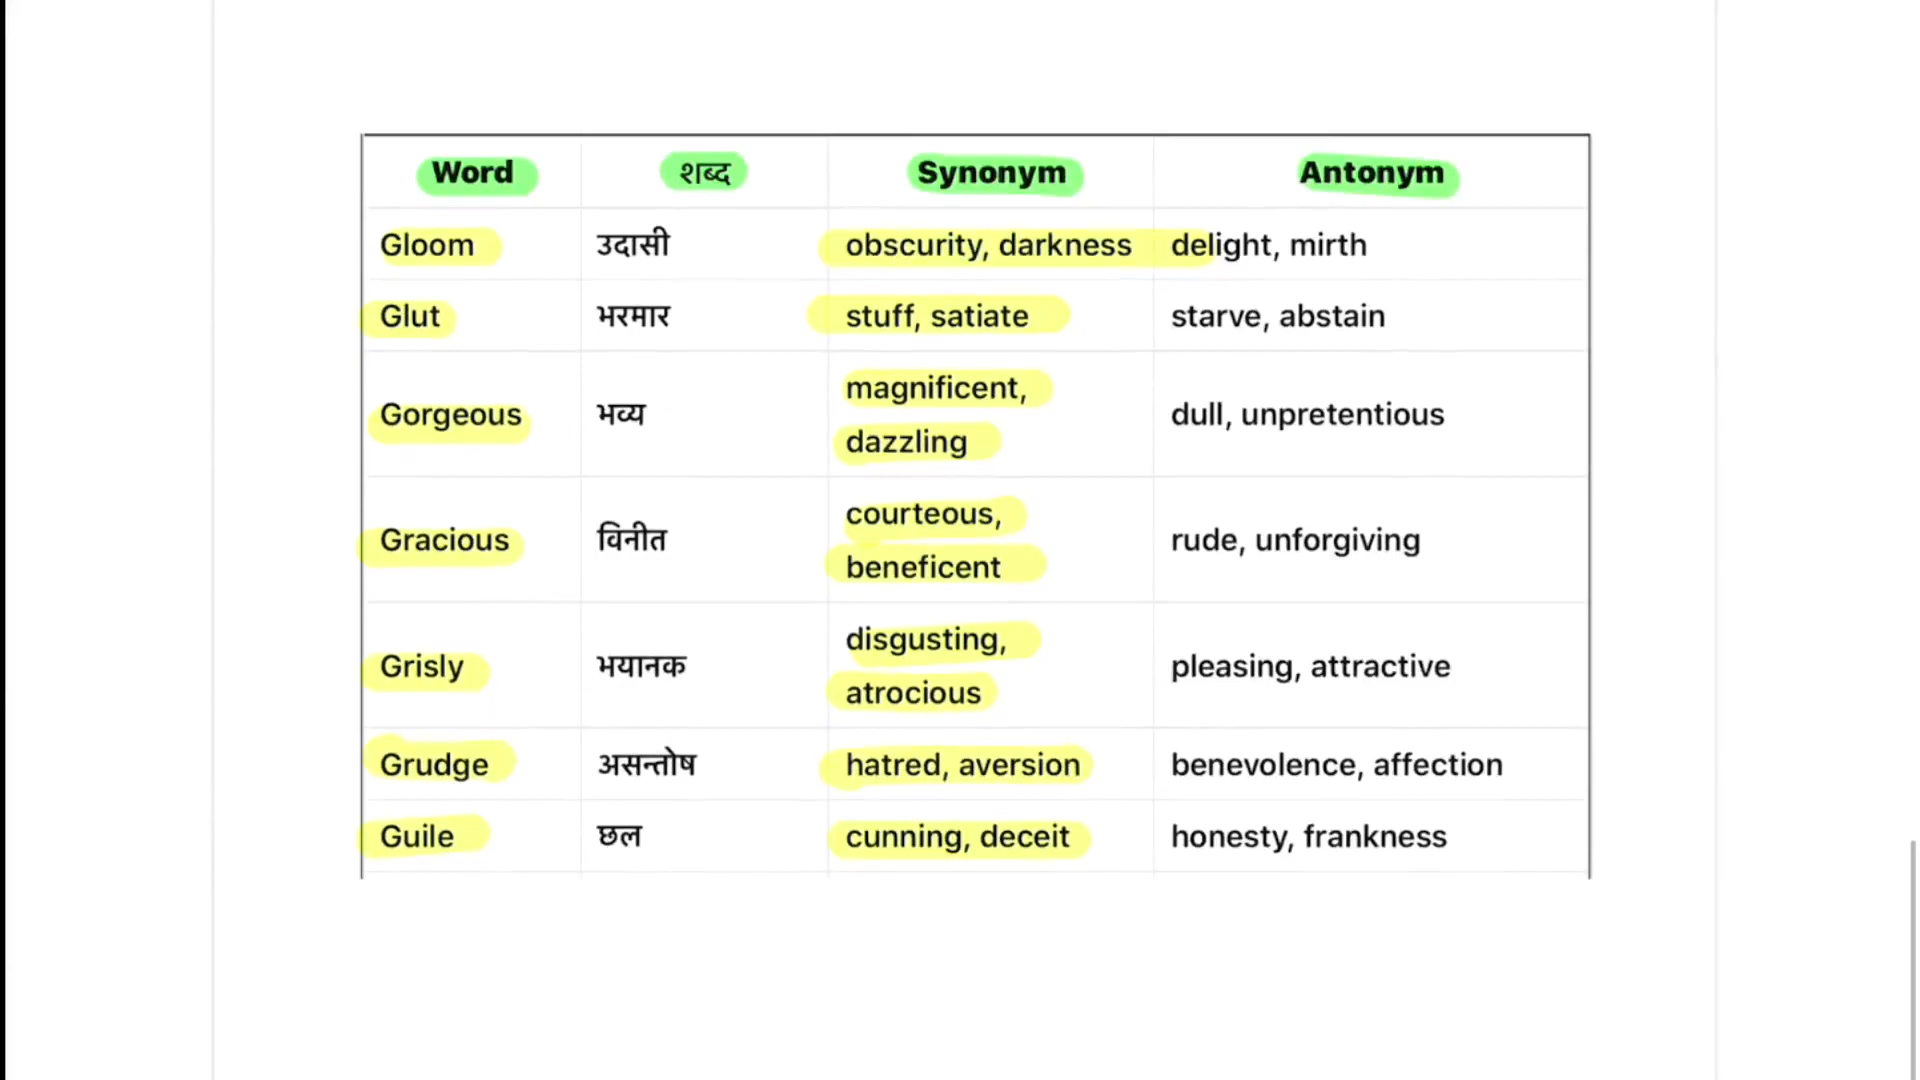 Word शब्द Synonym Antonym
Gloom उदासी obscurity, darkness delight, mirth
Glut भरमार stuff, satiate starve, abstain
Gorgeous भव्य magnificent, dazzling dull, unpretentious
Gracious विनीत courteous, beneficent rude, unforgiving
Grisly भयानक disgusting, atrocious pleasing, attractive
Grudge असन्तोष hatred, aversion benevolence, affection
Guile छल cunning, deceit honesty, frankness